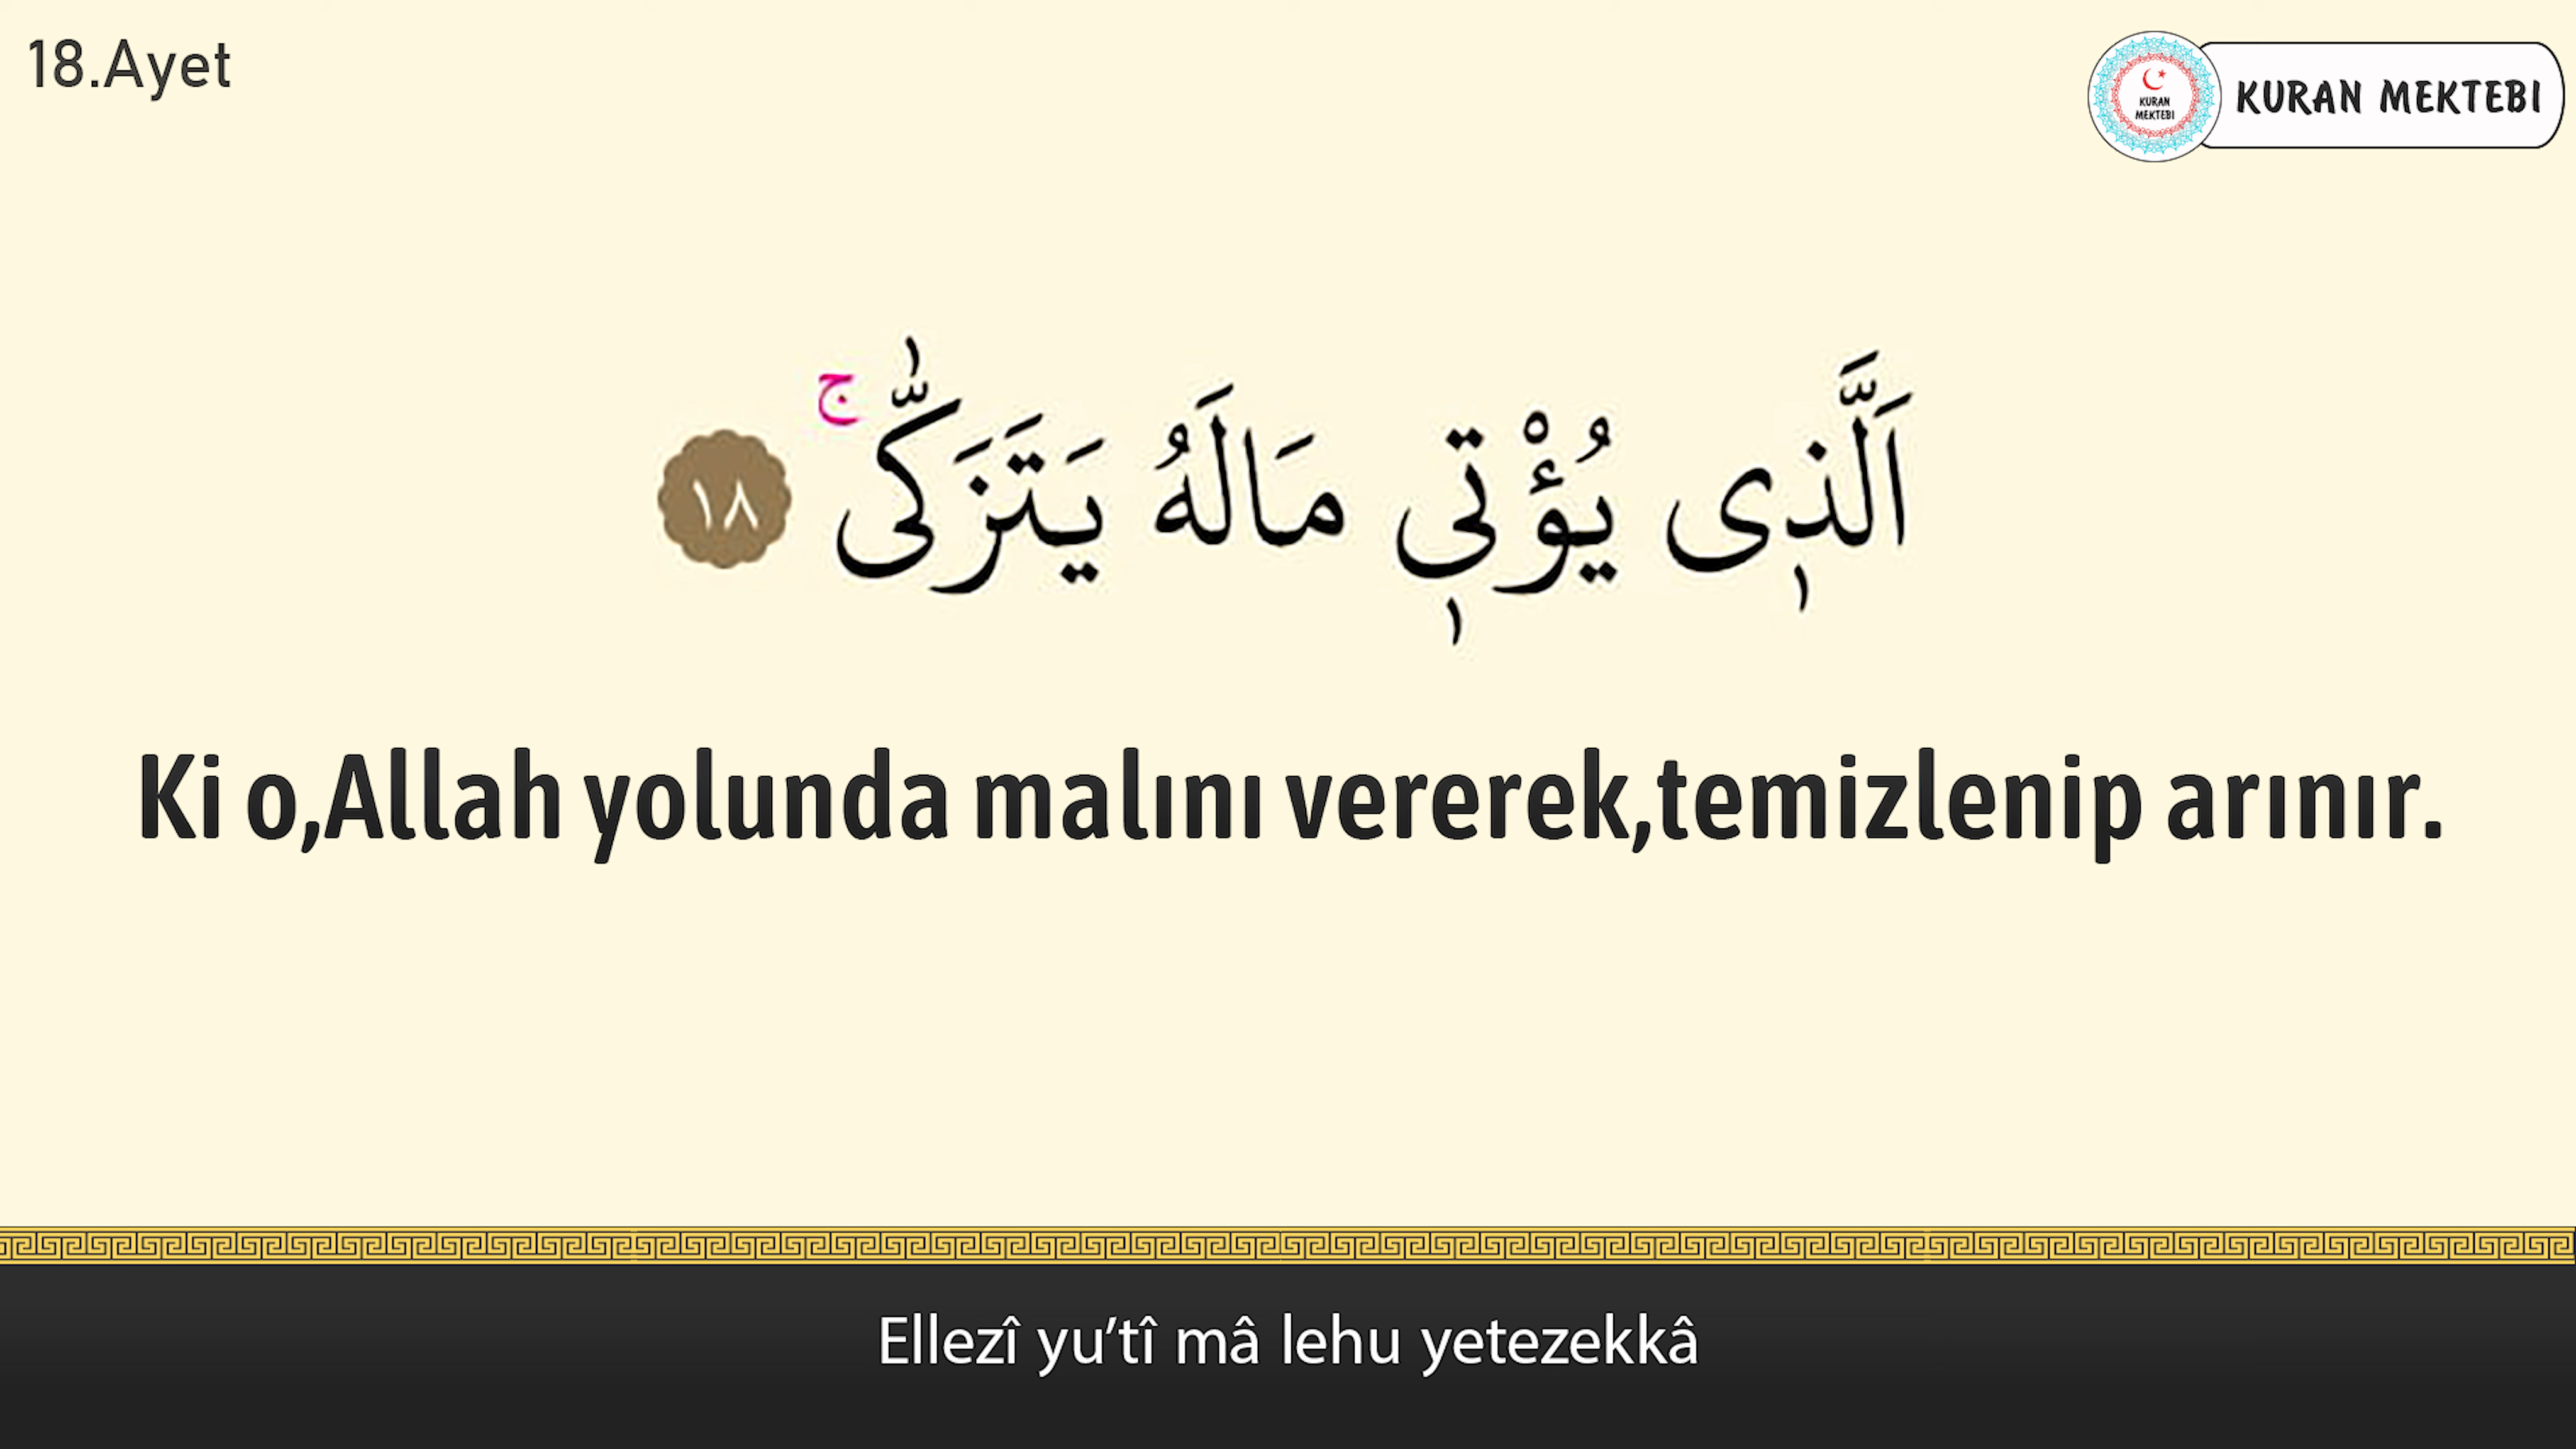 18.Ayet
KURAN
MEKTEBI
KURAN MEKTEBI
اَلَّذ۪ى يُؤْت۪ى مَالَهُ يَتَزَكّٰىۚ ١٨
Ki o,Allah yolunda malını vererek,temizlenip arınır.
Ellezî yu’tî mâ lehu yetezekkâ